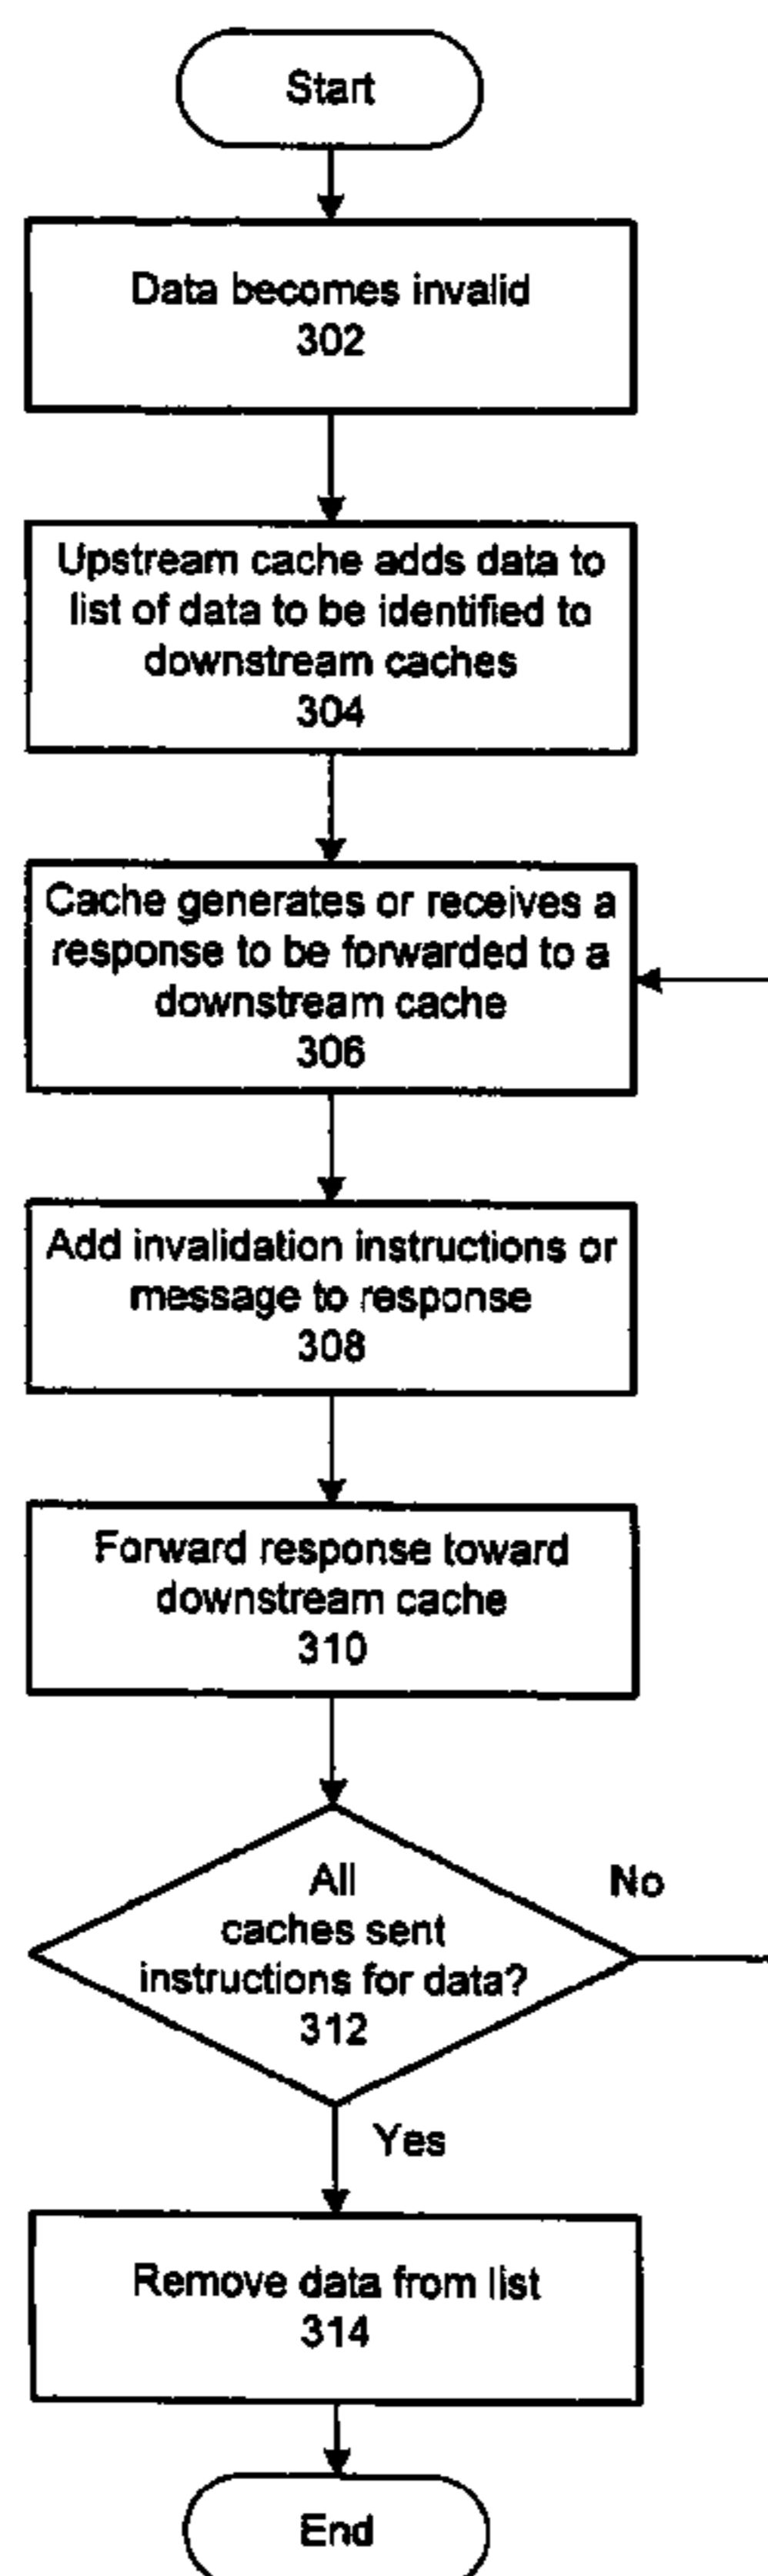 Start
Data becomes invalid
302
Upstream cache adds data to
list of data to be identified to
downstream caches
304
Cache generates or receives a
response to be forwarded to a
downstream cache
306
Add invalidation instructions or
message to response
308
Forward response toward
downstream cache
310
All
caches sent
instructions for data?
312
No
Yes
Remove data from list
314
End